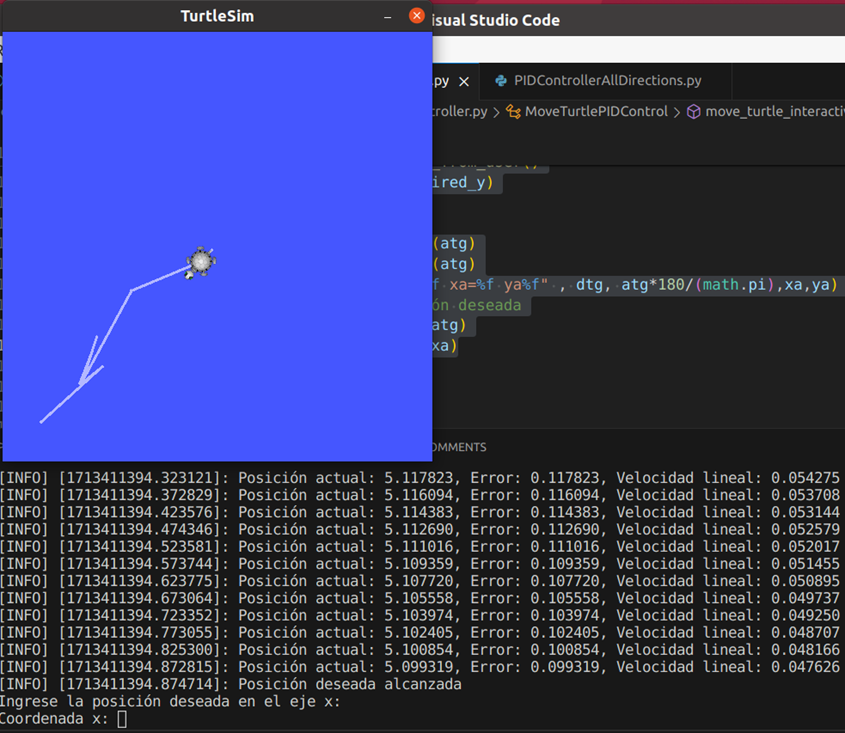 TurtleSim
isual Studio Code
.py
PIDControllerAllDirections.py
roller.py > MoveTurtlePIDControl > move_turtle_interacti
ired_y)
(atg)
(atg)
f xa=%f ya%f" , dtg, atg*180/(math.pi),xa,ya)
ón deseada
atg)
xa)
OMMENTS
[INFO] [1713411394.323121]: Posición actual: 5.117823, Error: 0.117823, Velocidad lineal: 0.054275
[INFO] [1713411394.372829]: Posición actual: 5.116094, Error: 0.116094, Velocidad lineal: 0.053708
[INFO] [1713411394.423576]: Posición actual: 5.114383, Error: 0.114383, Velocidad lineal: 0.053144
[INFO] [1713411394.474346]: Posición actual: 5.112690, Error: 0.112690, Velocidad lineal: 0.052579
[INFO] [1713411394.523581]: Posición actual: 5.111016, Error: 0.111016, Velocidad lineal: 0.052017
[INFO] [1713411394.573744]: Posición actual: 5.109359, Error: 0.109359, Velocidad lineal: 0.051455
[INFO] [1713411394.623775]: Posición actual: 5.107720, Error: 0.107720, Velocidad lineal: 0.050895
[INFO] [1713411394.673064]: Posición actual: 5.105558, Error: 0.105558, Velocidad lineal: 0.049737
[INFO] [1713411394.723352]: Posición actual: 5.103974, Error: 0.103974, Velocidad lineal: 0.049250
[INFO] [1713411394.773055]: Posición actual: 5.102405, Error: 0.102405, Velocidad lineal: 0.048707
[INFO] [1713411394.825300]: Posición actual: 5.100854, Error: 0.100854, Velocidad lineal: 0.048166
[INFO] [1713411394.872815]: Posición actual: 5.099319, Error: 0.099319, Velocidad lineal: 0.047626
[INFO] [1713411394.874714]: Posición deseada alcanzada
Ingrese la posición deseada en el eje x:
Coordenada x: